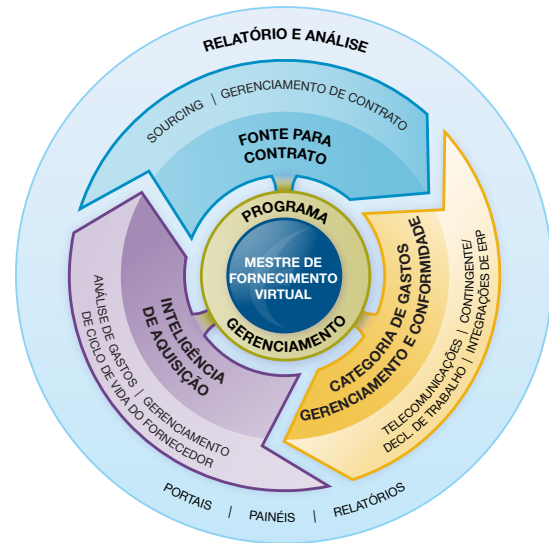 RELATÓRIO E ANÁLISE
SOURCING | GERENCIAMENTO DE CONTRATO
FONTE PARA
CONTRATO
PROGRAMA
MESTRE DE
FORNECIMENTO
VIRTUAL
GERENCIAMENTO
CATEGORIA DE GASTOS
GERENCIAMENTO E CONFORMIDADE
TELECOMUNICAÇÕES | CONTINGENTE/
DECL. DE TRABALHO | INTEGRAÇÕES DE ERP
INTELIGÊNCIA
DE AQUISIÇÃO
ANÁLISE DE GASTOS | GERENCIAMENTO
DE CICLO DE VIDA DO FORNECEDOR
PORTAIS | PAINÉIS | RELATÓRIOS